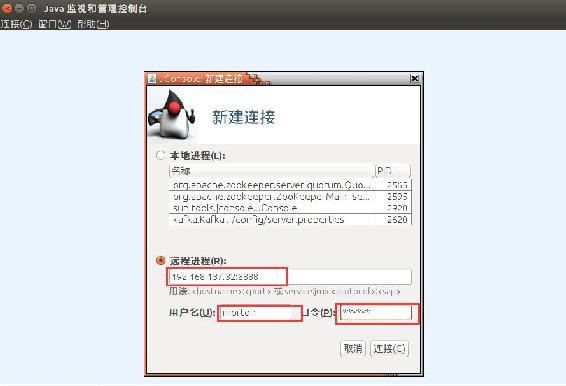 Java 监视和管理控制台
连接(C) 窗口(W) 帮助(H)
JConsole: 新建连接
新建连接
本地进程(L):
名称 PID
org.apache.zookeeper.server.quorum.Quo... 2565
org.apache.zookeeper.ZooKeeperMain -se... 2595
sun.tools.jconsole.JConsole 2920
kafka.Kafka ../config/server.properties 2620
远程进程(R):
192.168.137.32:8888
用法: <hostname>:<port> 或 service:jmx:<protocol>:<sap>
用户名(U): 口令(P): *****
取消 连接(C)